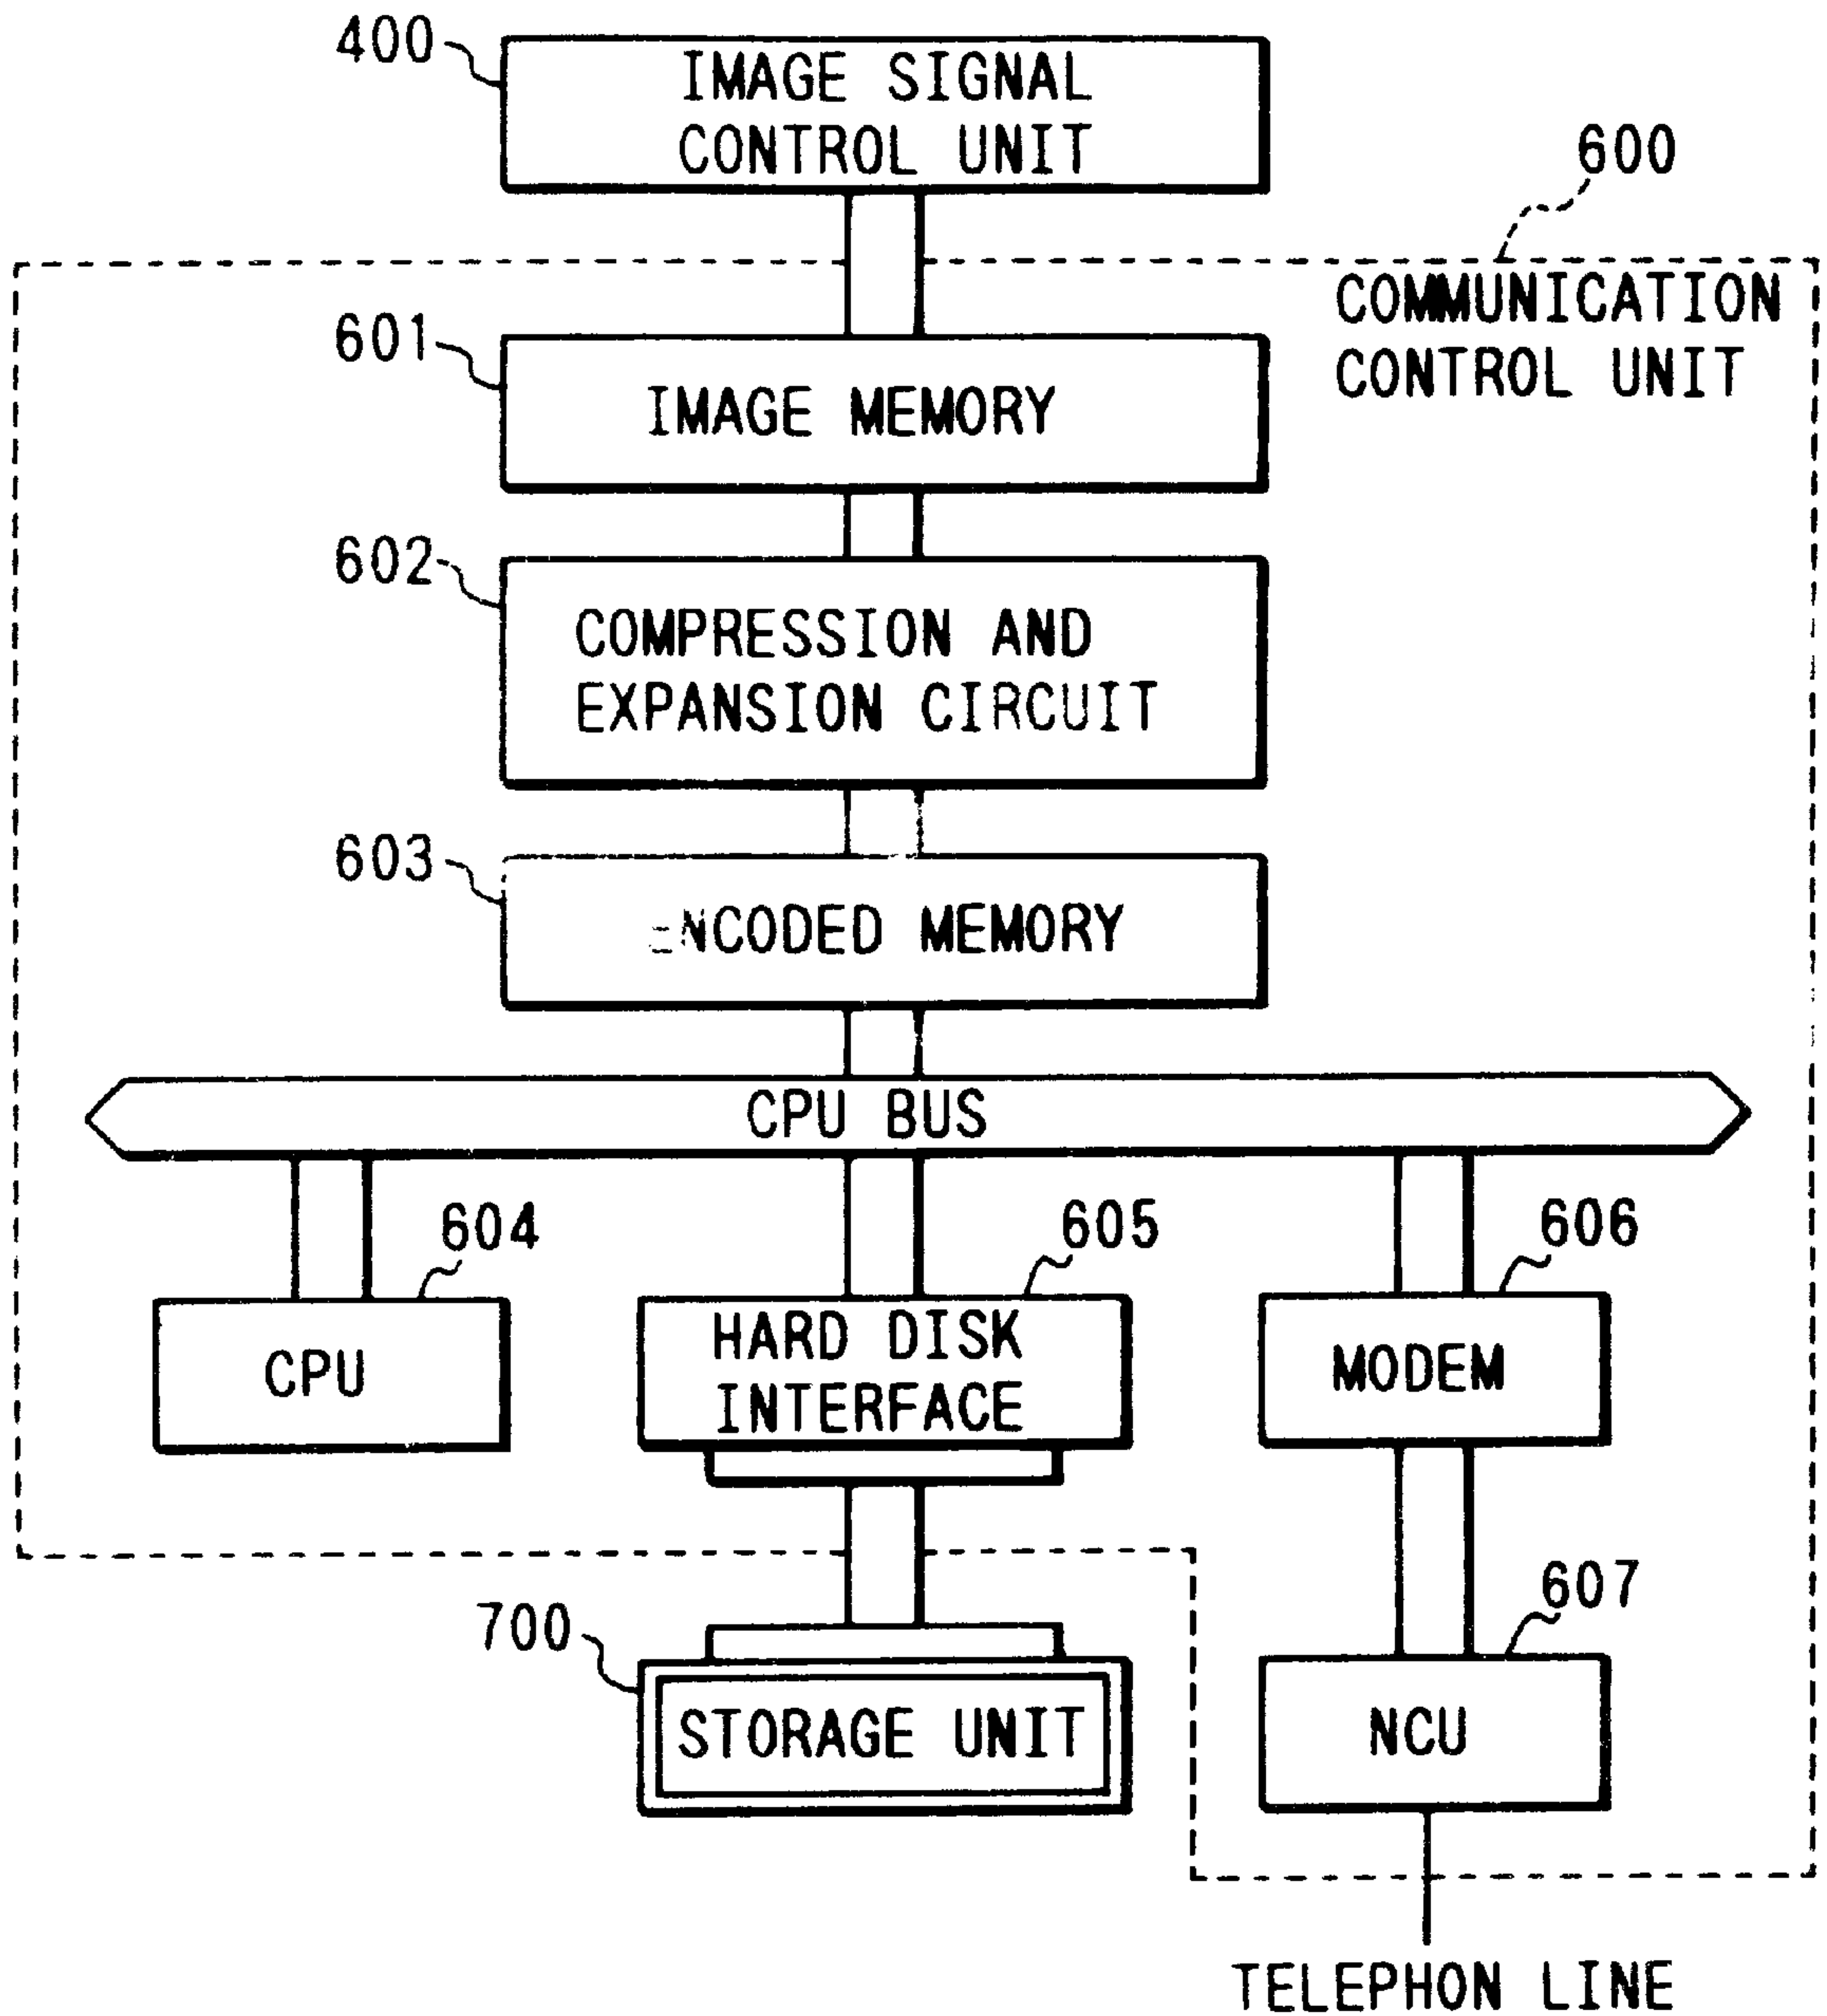 400
IMAGE SIGNAL
CONTROL UNIT
600
COMMUNICATION
CONTROL UNIT
601
IMAGE MEMORY
602
COMPRESSION AND
EXPANSION CIRCUIT
603
ENCODED MEMORY
CPU BUS
604
CPU
605
HARD DISK
INTERFACE
606
MODEM
607
NCU
700
STORAGE UNIT
TELEPHON LINE